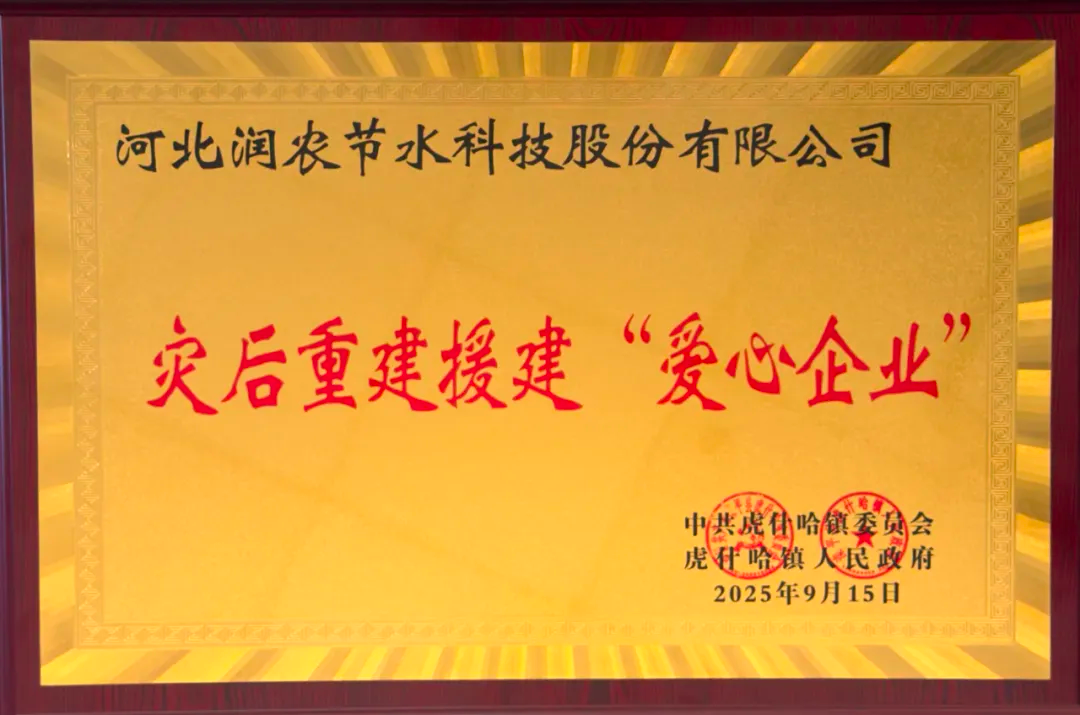 河北润农节水科技股份有限公司
灾后重建援建“爱心企业”
中共虎什哈镇委员会
虎什哈镇人民政府
2025年9月15日